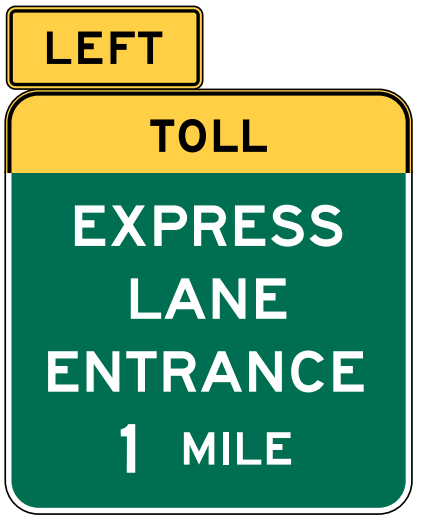 LEFT
TOLL
EXPRESS
LANE
ENTRANCE
1 MILE